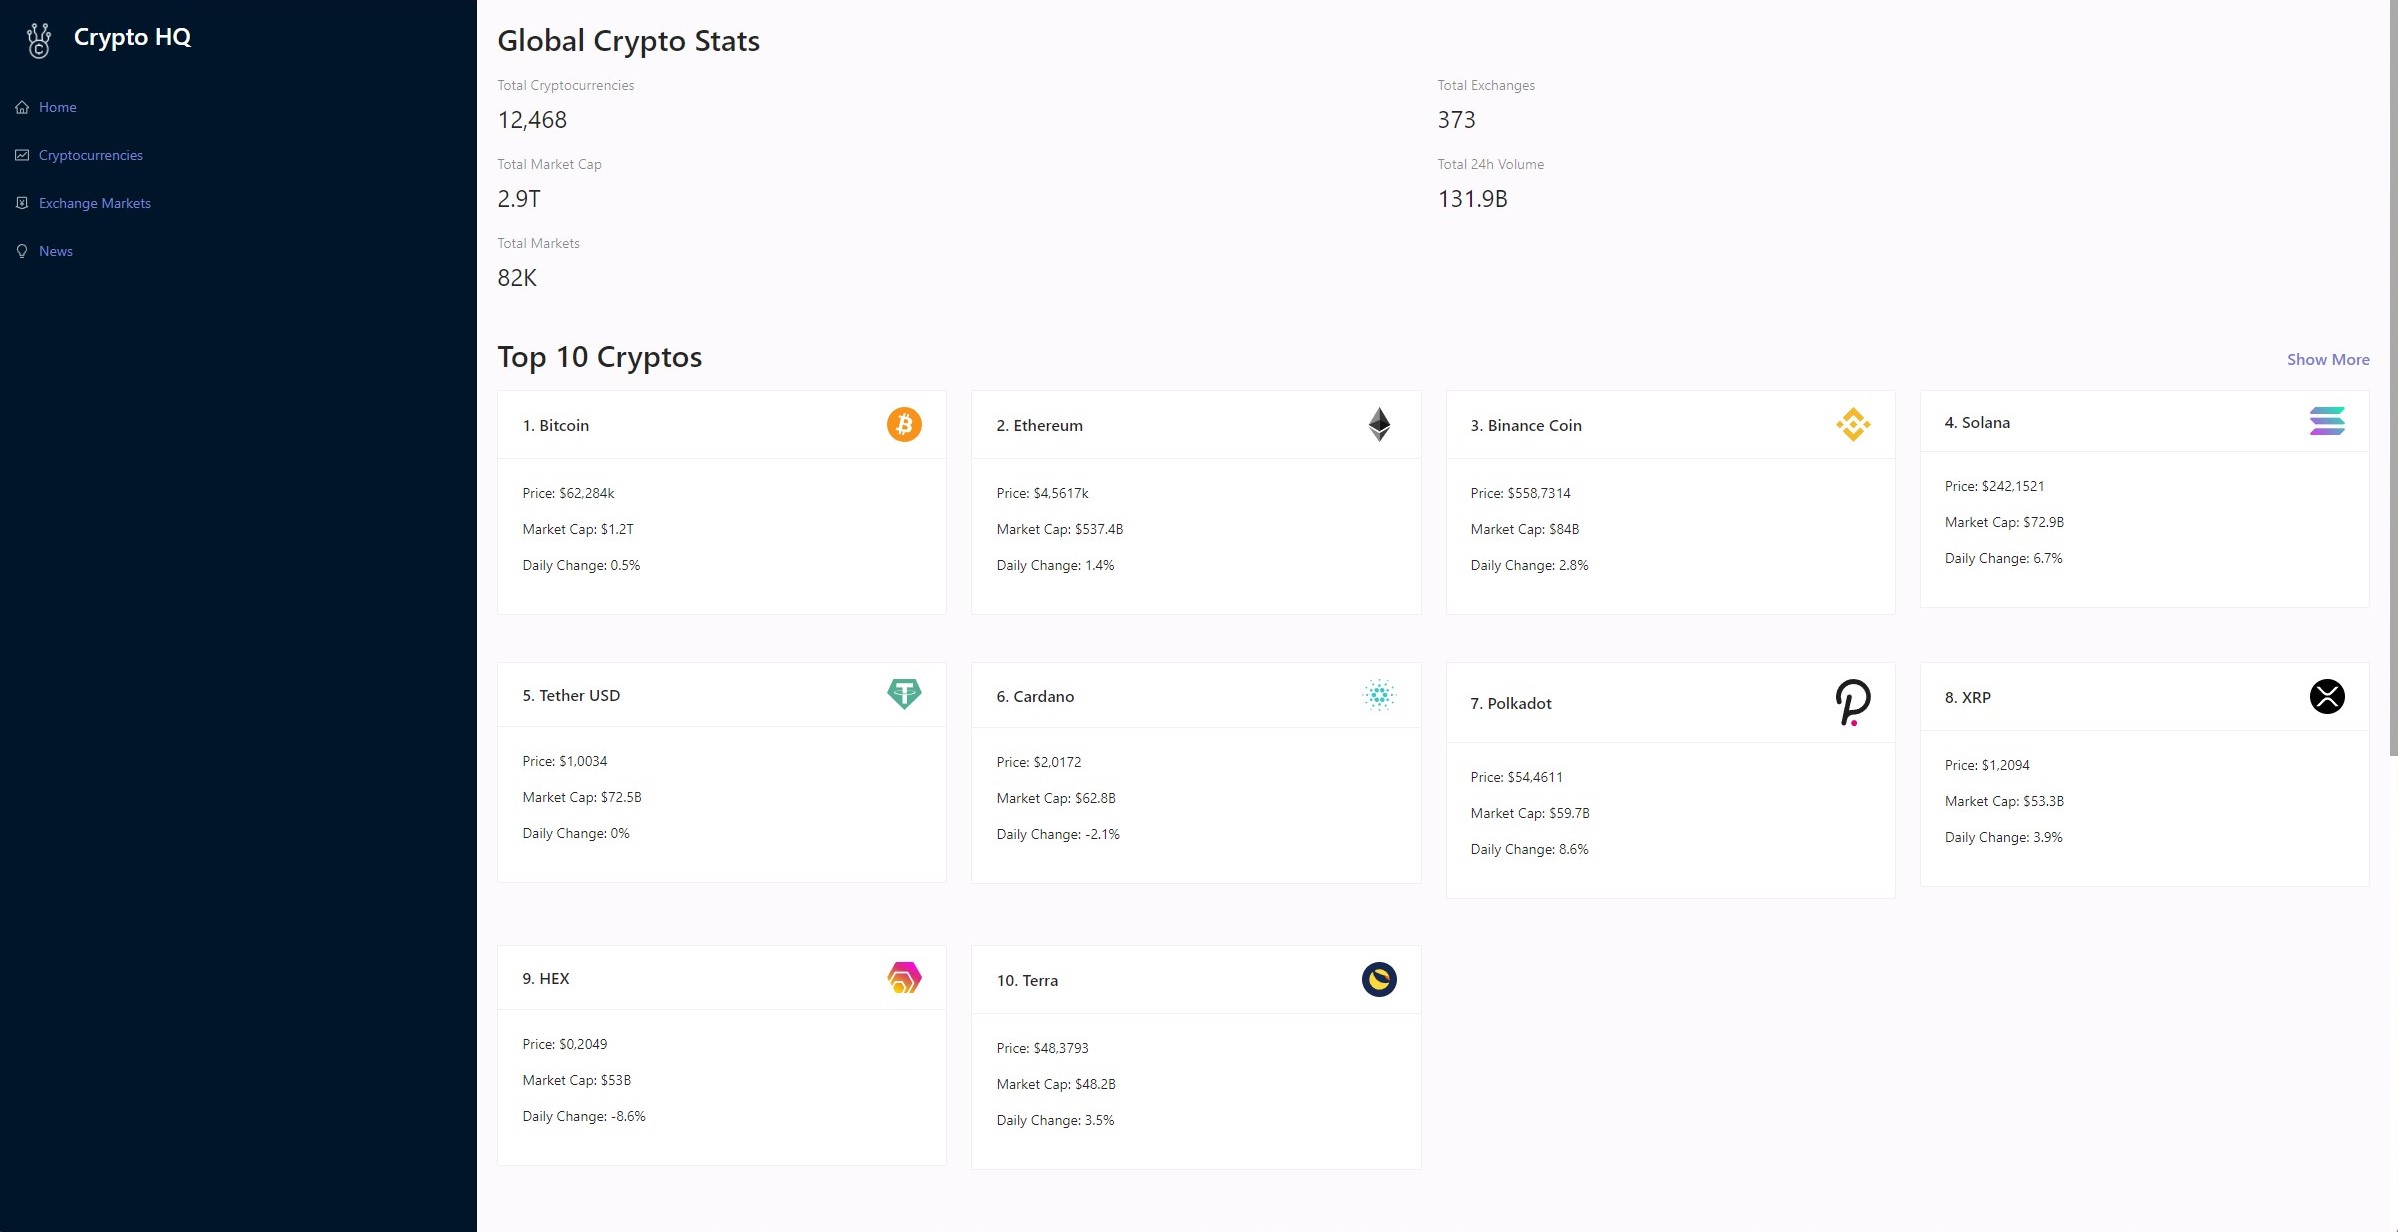 Crypto HQ
Home
Cryptocurrencies
Exchange Markets
News
Global Crypto Stats
Total Cryptocurrencies
12,468
Total Exchanges
373
Total Market Cap
2.9T
Total 24h Volume
131.9B
Total Markets
82K
Top 10 Cryptos
Show More
1. Bitcoin
Price: $62,284k
Market Cap: $1.2T
Daily Change: 0.5%
2. Ethereum
Price: $4,5617k
Market Cap: $537.4B
Daily Change: 1.4%
3. Binance Coin
Price: $558,7314
Market Cap: $84B
Daily Change: 2.8%
4. Solana
Price: $242,1521
Market Cap: $72.9B
Daily Change: 6.7%
5. Tether USD
Price: $1,0034
Market Cap: $72.5B
Daily Change: 0%
6. Cardano
Price: $2,0172
Market Cap: $62.8B
Daily Change: -2.1%
7. Polkadot
Price: $54,4611
Market Cap: $59.7B
Daily Change: 8.6%
8. XRP
Price: $1,2094
Market Cap: $53.3B
Daily Change: 3.9%
9. HEX
Price: $0,2049
Market Cap: $53B
Daily Change: -8.6%
10. Terra
Price: $48,3793
Market Cap: $48.2B
Daily Change: 3.5%